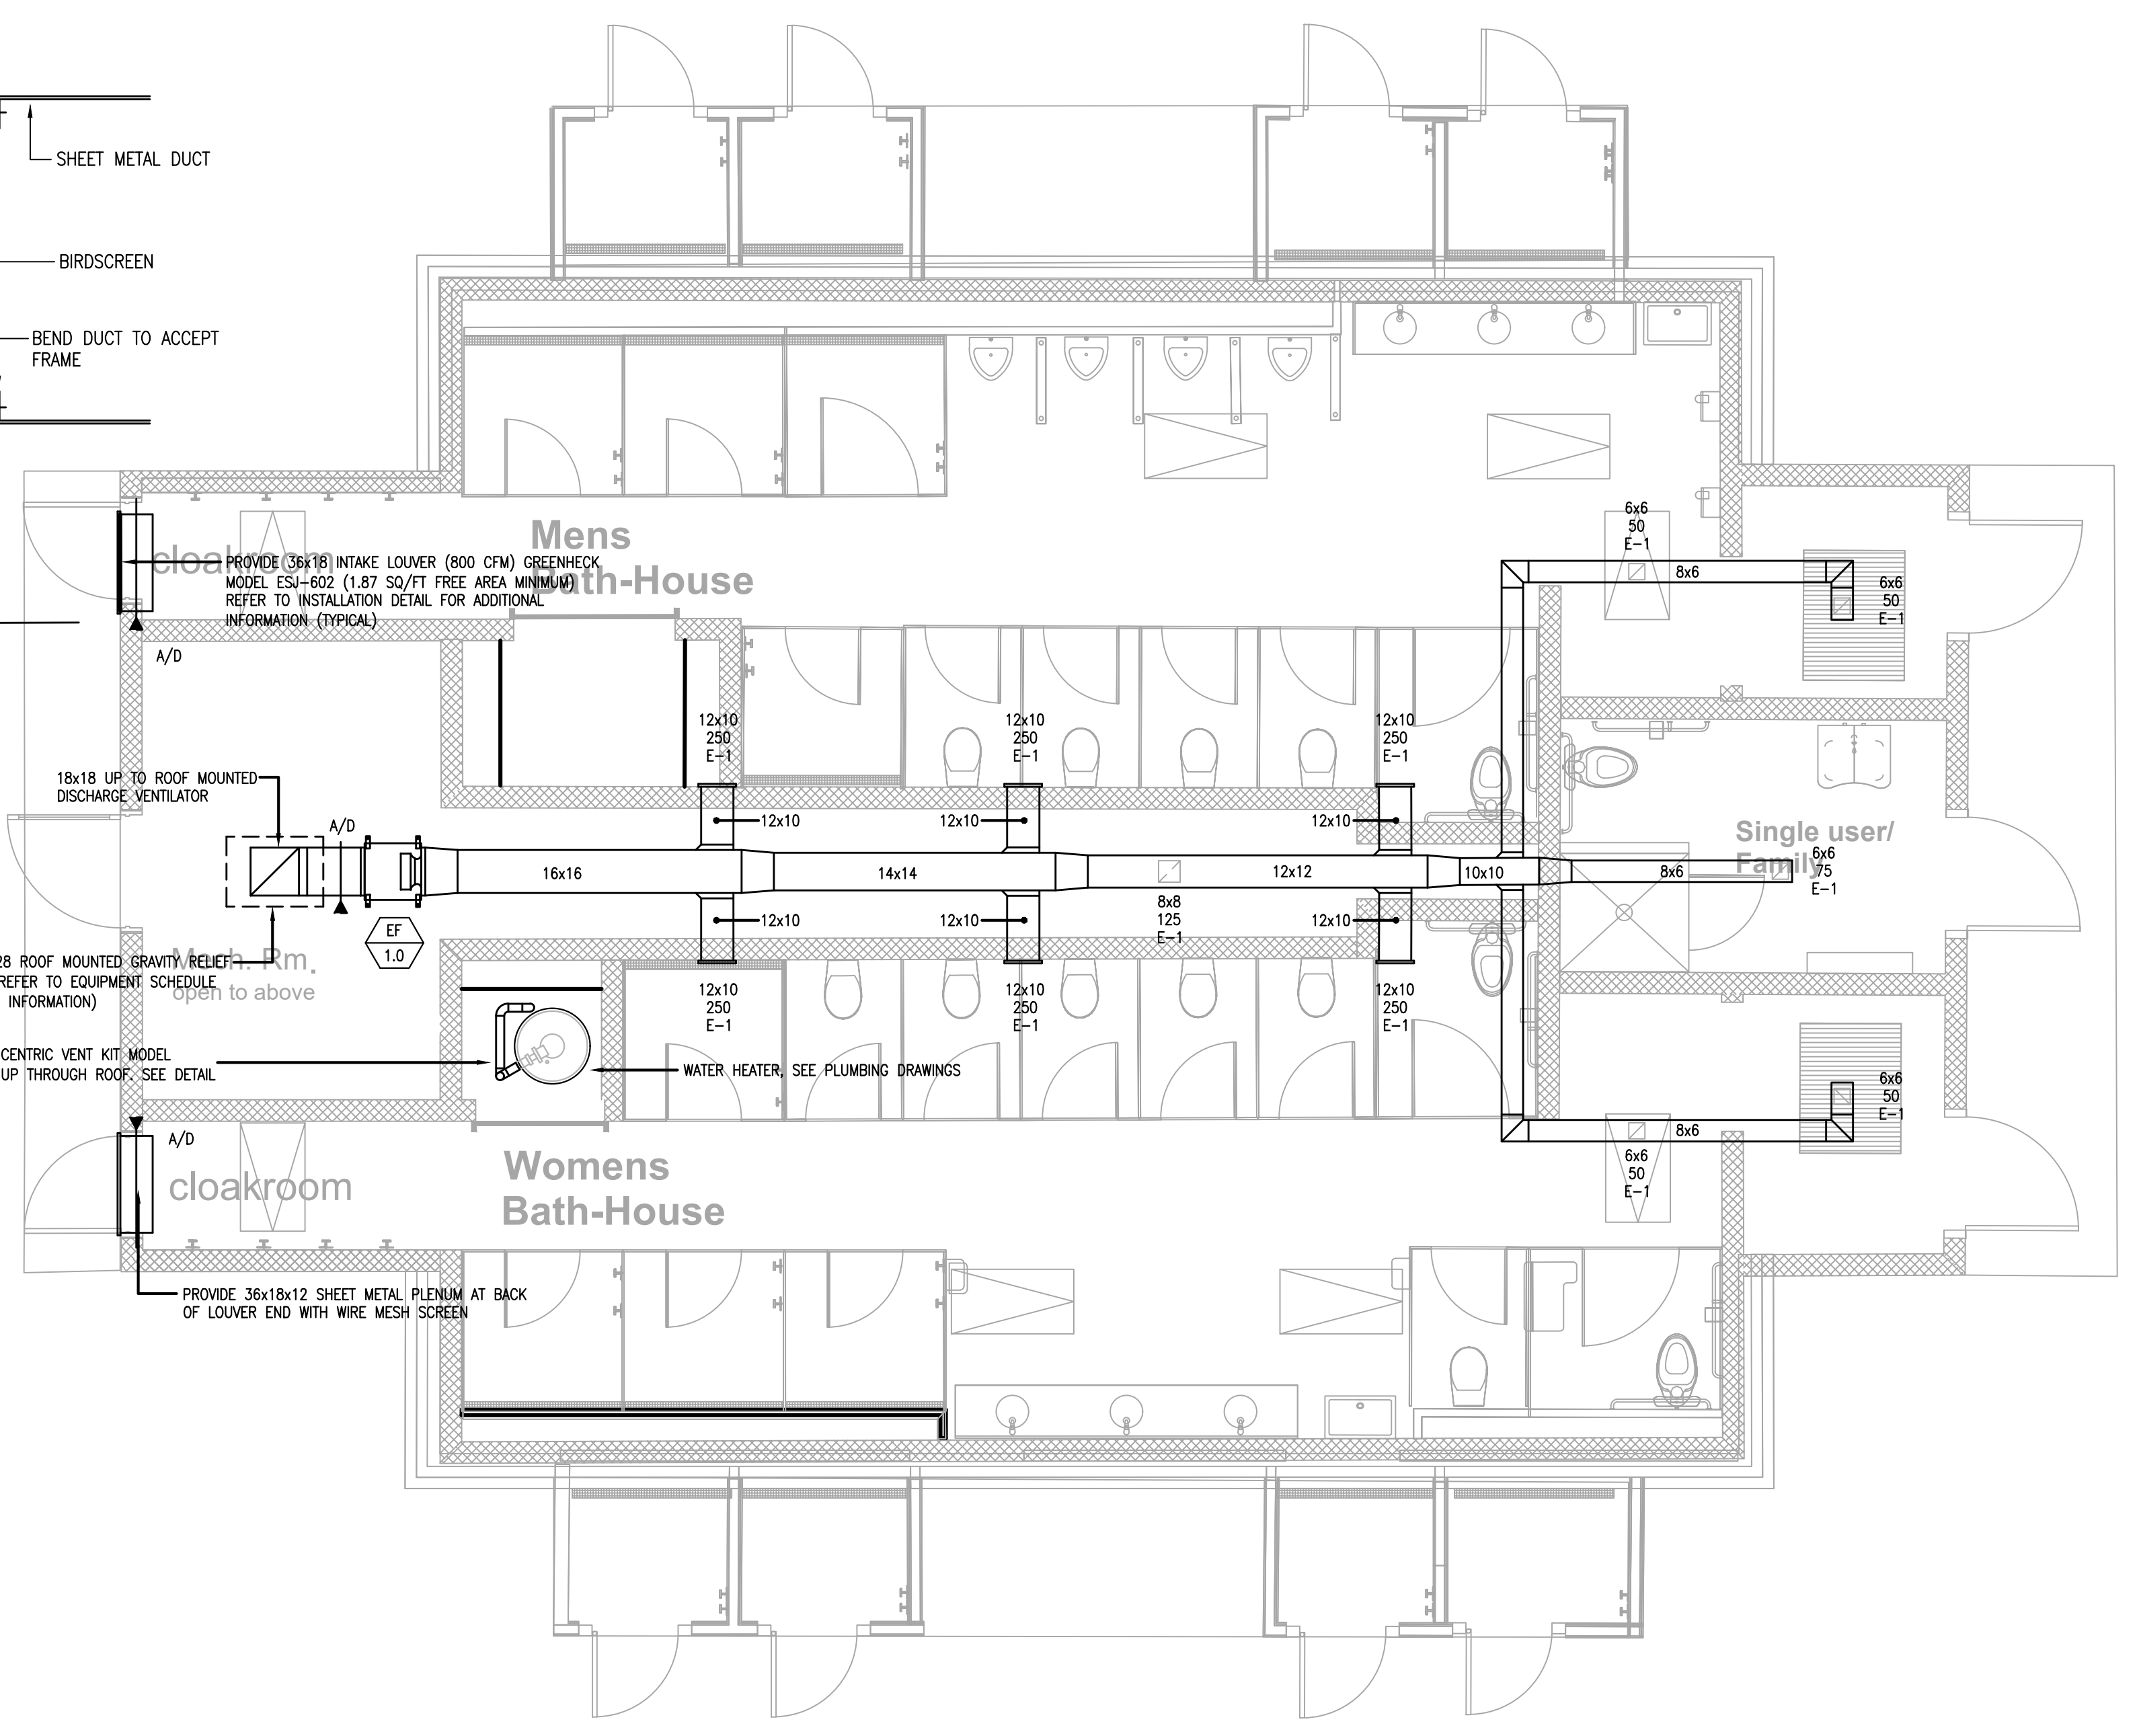 SHEET METAL DUCT
BIRDSCREEN
BEND DUCT TO ACCEPT
FRAME
Mens
Bath-House
cloakroom
PROVIDE 36x18 INTAKE LOUVER (800 CFM) GREENHECK
MODEL ESJ-602 (1.87 SQ/FT FREE AREA MINIMUM)
REFER TO INSTALLATION DETAIL FOR ADDITIONAL
INFORMATION (TYPICAL)
A/D
6x6
50
E-1
8x6
6x6
50
E-1
12x10
250
E-1
12x10
250
E-1
12x10
250
E-1
18x18 UP TO ROOF MOUNTED
DISCHARGE VENTILATOR
A/D
12x10
12x10
12x10
Single user/
Family
6x6
75
E-1
16x16
14x14
12x12
10x10
8x6
8x8
125
E-1
12x10
12x10
12x10
EF
1.0
Mech. Rm.
open to above
28 ROOF MOUNTED GRAVITY RELIEF
REFER TO EQUIPMENT SCHEDULE
INFORMATION)
12x10
250
E-1
12x10
250
E-1
12x10
250
E-1
CENTRIC VENT KIT MODEL
UP THROUGH ROOF. SEE DETAIL
WATER HEATER, SEE PLUMBING DRAWINGS
6x6
50
E-1
8x6
6x6
50
E-1
A/D
cloakroom
Womens
Bath-House
PROVIDE 36x18x12 SHEET METAL PLENUM AT BACK
OF LOUVER END WITH WIRE MESH SCREEN